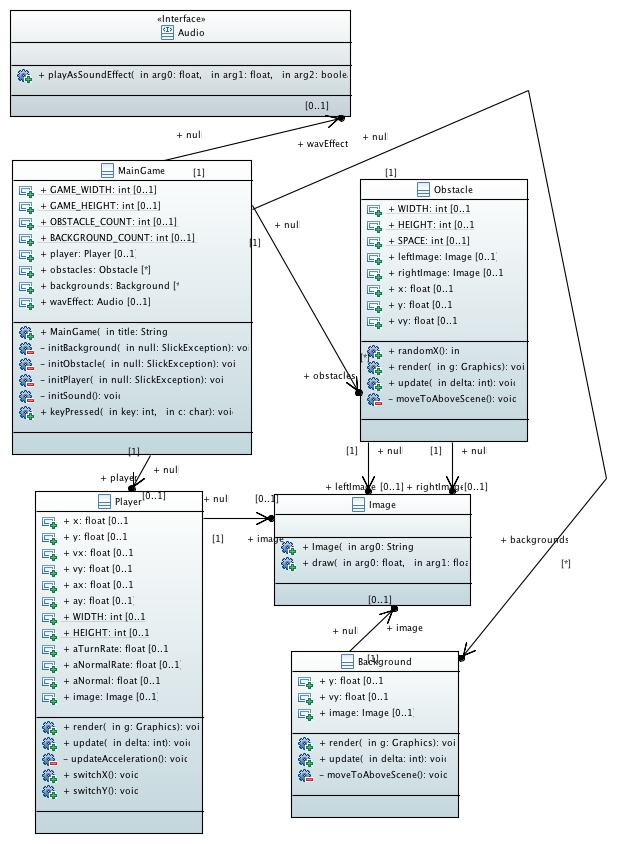 «Interface»
Audio
+ playAsSoundEffect( in arg0: float, in arg1: float, in arg2: boole
[0..1]
+ null
+ wavEffect
+ null
MainGame
[1]
+ GAME_WIDTH: int [0..1]
+ GAME_HEIGHT: int [0..1]
+ OBSTACLE_COUNT: int [0..1]
+ BACKGROUND_COUNT: int [0..1]
+ player: Player [0..1]
+ obstacles: Obstacle [*]
+ backgrounds: Background [*
+ wavEffect: Audio [0..1]
+ MainGame( in title: String
- initBackground( in null: SlickException): voi
- initObstacle( in null: SlickException): voi
- initPlayer( in null: SlickException): voi
- initSound(): voic
+ keyPressed( in key: int, in c: char): voi
[1]
+ null
[1]
Obstacle
+ WIDTH: int [0..1
+ HEIGHT: int [0..1
+ SPACE: int [0..1]
+ leftImage: Image [0..1]
+ rightImage: Image [0..1
+ x: float [0..1]
+ y: float [0..1]
+ vy: float [0..1]
+ randomX(): in
+ render( in g: Graphics): voi
+ update( in delta: int): voic
- moveToAboveScene(): voic
[*]
+ obstacles
[1]
+ null
[1]
+ null
[1]
+ null
+ player
[0..1]
+ leftImage [0..1]
+ rightImage
[0..1]
Player
+ x: float [0..1
+ y: float [0..1
+ vx: float [0..1
+ vy: float [0..1
+ ax: float [0..1
+ ay: float [0..1
+ WIDTH: int [0..1
+ HEIGHT: int [0..1
+ aTurnRate: float [0..1
+ aNormalRate: float [0..1]
+ aNormal: float [0..1
+ image: Image [0..1
+ render( in g: Graphics): voi
+ update( in delta: int): voic
- updateAcceleration(): voic
+ switchX(): voic
+ switchY(): voic
+ null
[0..1]
[1]
+ image
Image
+ Image( in arg0: String
+ draw( in arg0: float, in arg1: floa
[0..1]
+ null
+ image
[1]
+ backgrounds
[*]
Background
+ y: float [0..1
+ vy: float [0..1
+ image: Image [0..1]
+ render( in g: Graphics): voi
+ update( in delta: int): voic
- moveToAboveScene(): voic